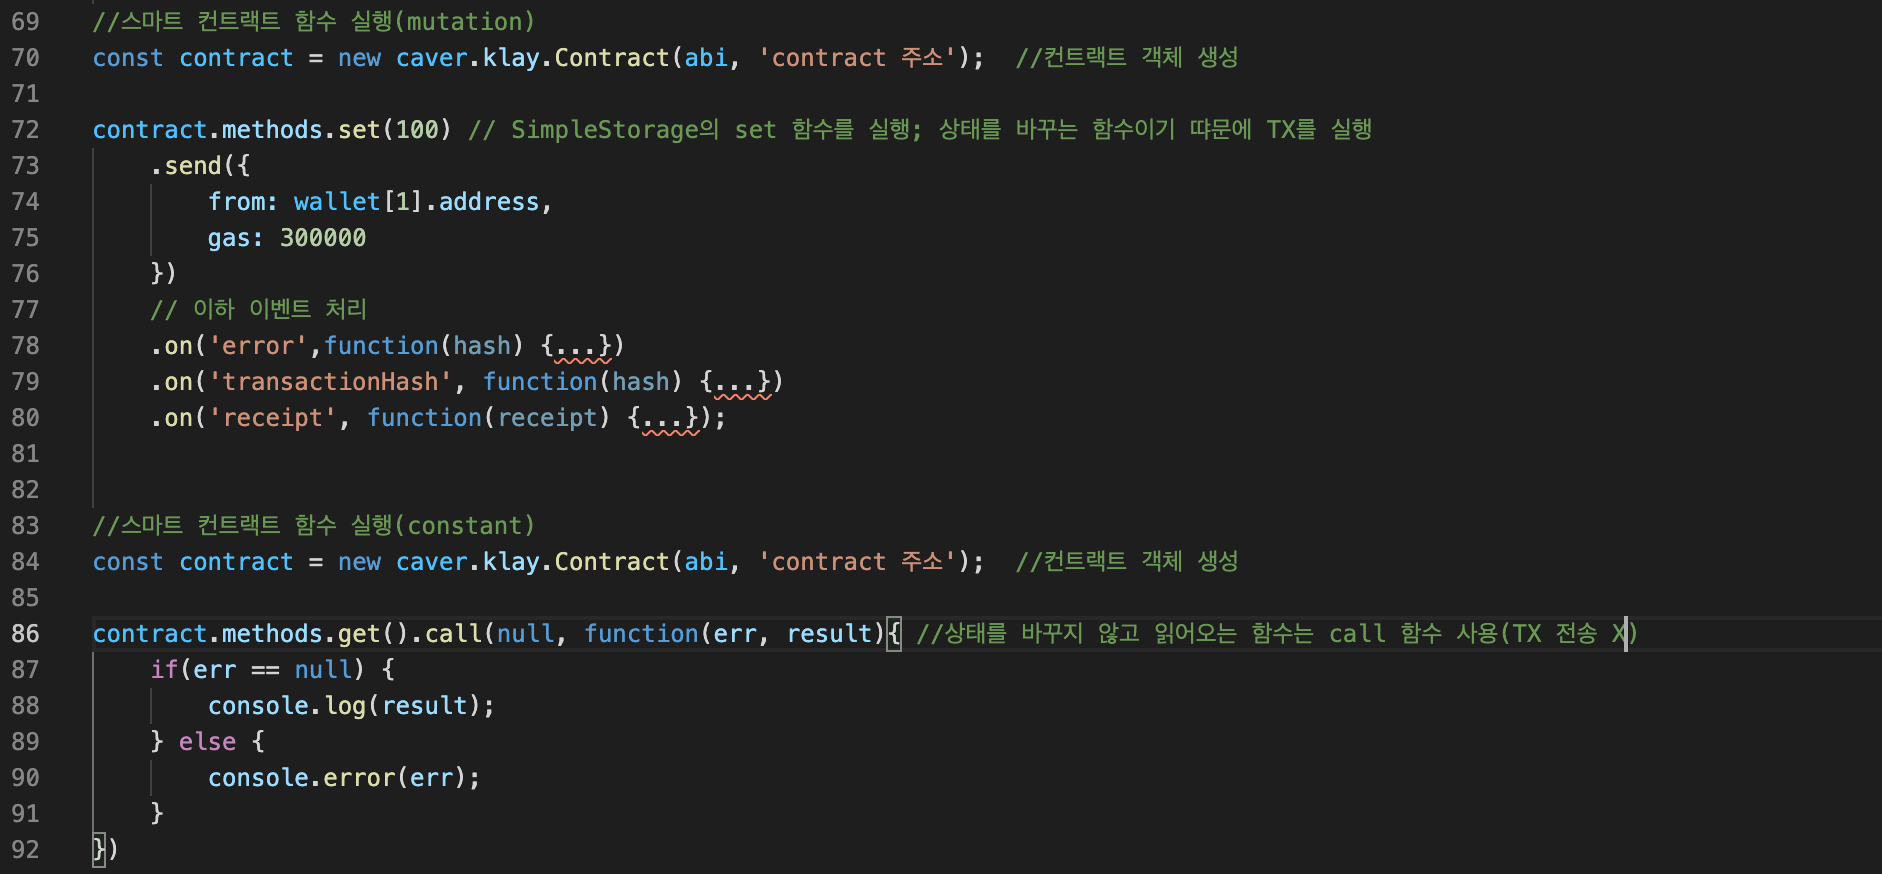 69 //스마트 컨트랙트 함수 실행(mutation)
70 const contract = new caver.klay.Contract(abi, 'contract 주소'); //컨트랙트 객체 생성
71
72 contract.methods.set(100) // SimpleStorage의 set 함수를 실행; 상태를 바꾸는 함수이기 땨문에 TX를 실행
73 .send({
74 from: wallet[1].address,
75 gas: 300000
76 })
77 // 이하 이벤트 처리
78 .on('error',function(hash) {...})
79 .on('transactionHash', function(hash) {...})
80 .on('receipt', function(receipt) {...});
81
82
83 //스마트 컨트랙트 함수 실행(constant)
84 const contract = new caver.klay.Contract(abi, 'contract 주소'); //컨트랙트 객체 생성
85
86 contract.methods.get().call(null, function(err, result){ //상태를 바꾸지 않고 읽어오는 함수는 call 함수 사용(TX 전송 X)
87 if(err == null) {
88 console.log(result);
89 } else {
90 console.error(err);
91 }
92 })